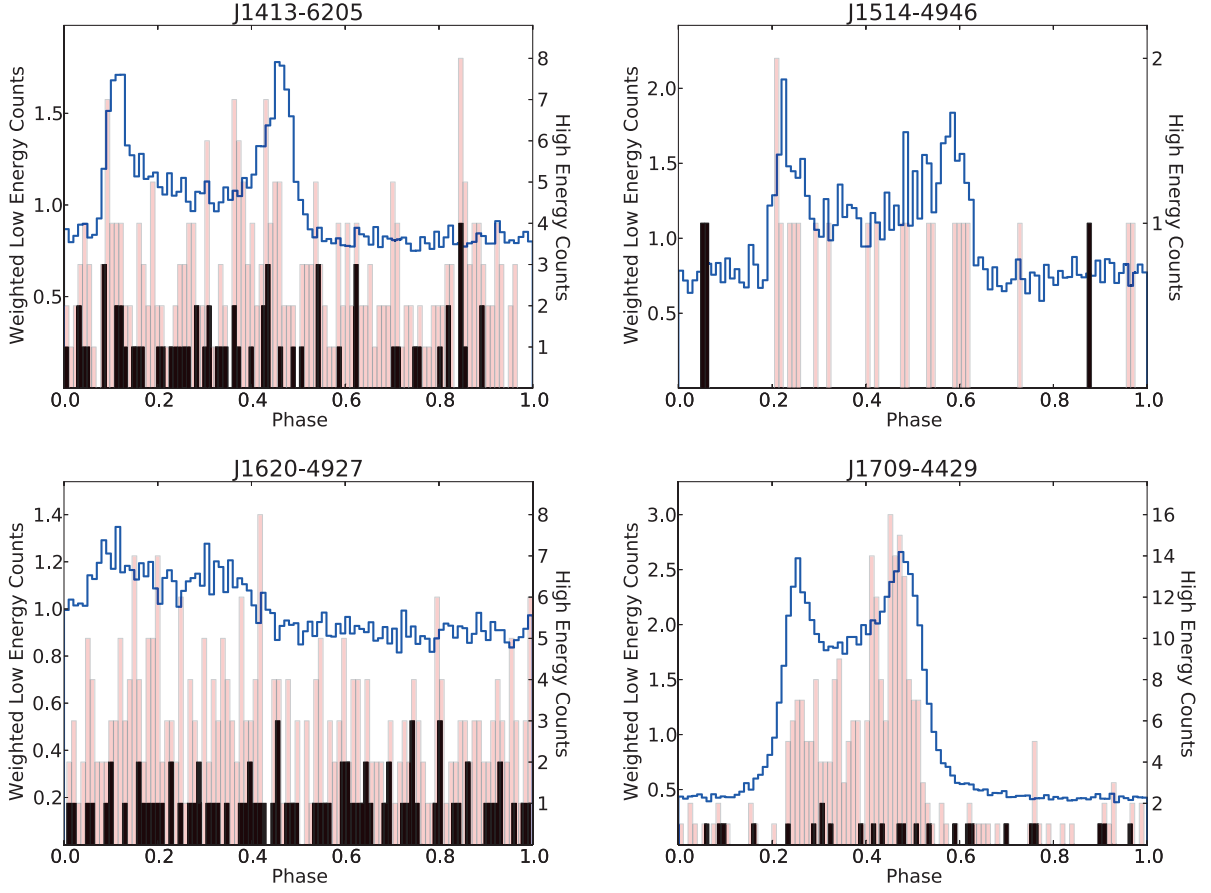 J1413-6205
Weighted Low Energy Counts
1.5
1.0
0.5
8
7
6
5
4
3
2
1
High Energy Counts
0.0 0.2 0.4 0.6 0.8 1.0
Phase
J1514-4946
Weighted Low Energy Counts
2.0
1.5
1.0
0.5
2
1
High Energy Counts
0.0 0.2 0.4 0.6 0.8 1.0
Phase
J1620-4927
Weighted Low Energy Counts
1.4
1.2
1.0
0.8
0.6
0.4
0.2
8
7
6
5
4
3
2
1
High Energy Counts
0.0 0.2 0.4 0.6 0.8 1.0
Phase
J1709-4429
Weighted Low Energy Counts
3.0
2.5
2.0
1.5
1.0
0.5
16
14
12
10
8
6
4
2
High Energy Counts
0.0 0.2 0.4 0.6 0.8 1.0
Phase